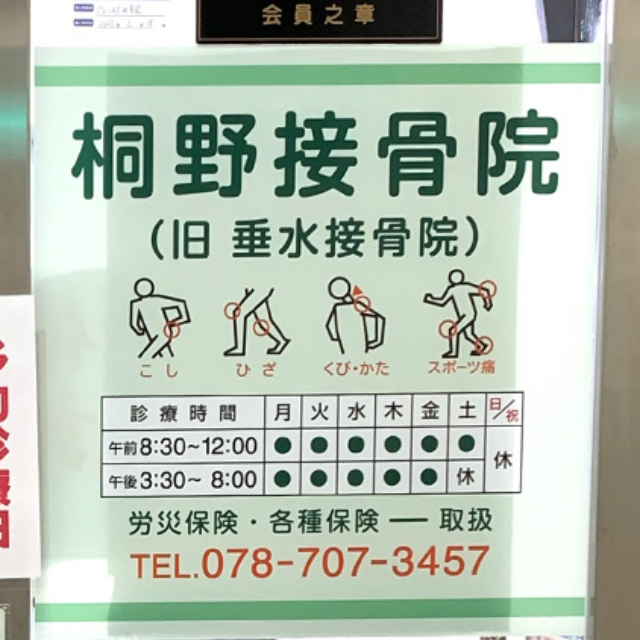 会員之章
桐野接骨院
(旧 垂水接骨院)
こし ひざ くび・かた スポーツ痛
診療時間 月 火 水 木 金 土 日/祝
午前 8:30~12:00 ● ● ● ● ● ● 休
午後 3:30~ 8:00 ● ● ● ● ● 休
労災保険・各種保険 ― 取扱
TEL.078-707-3457